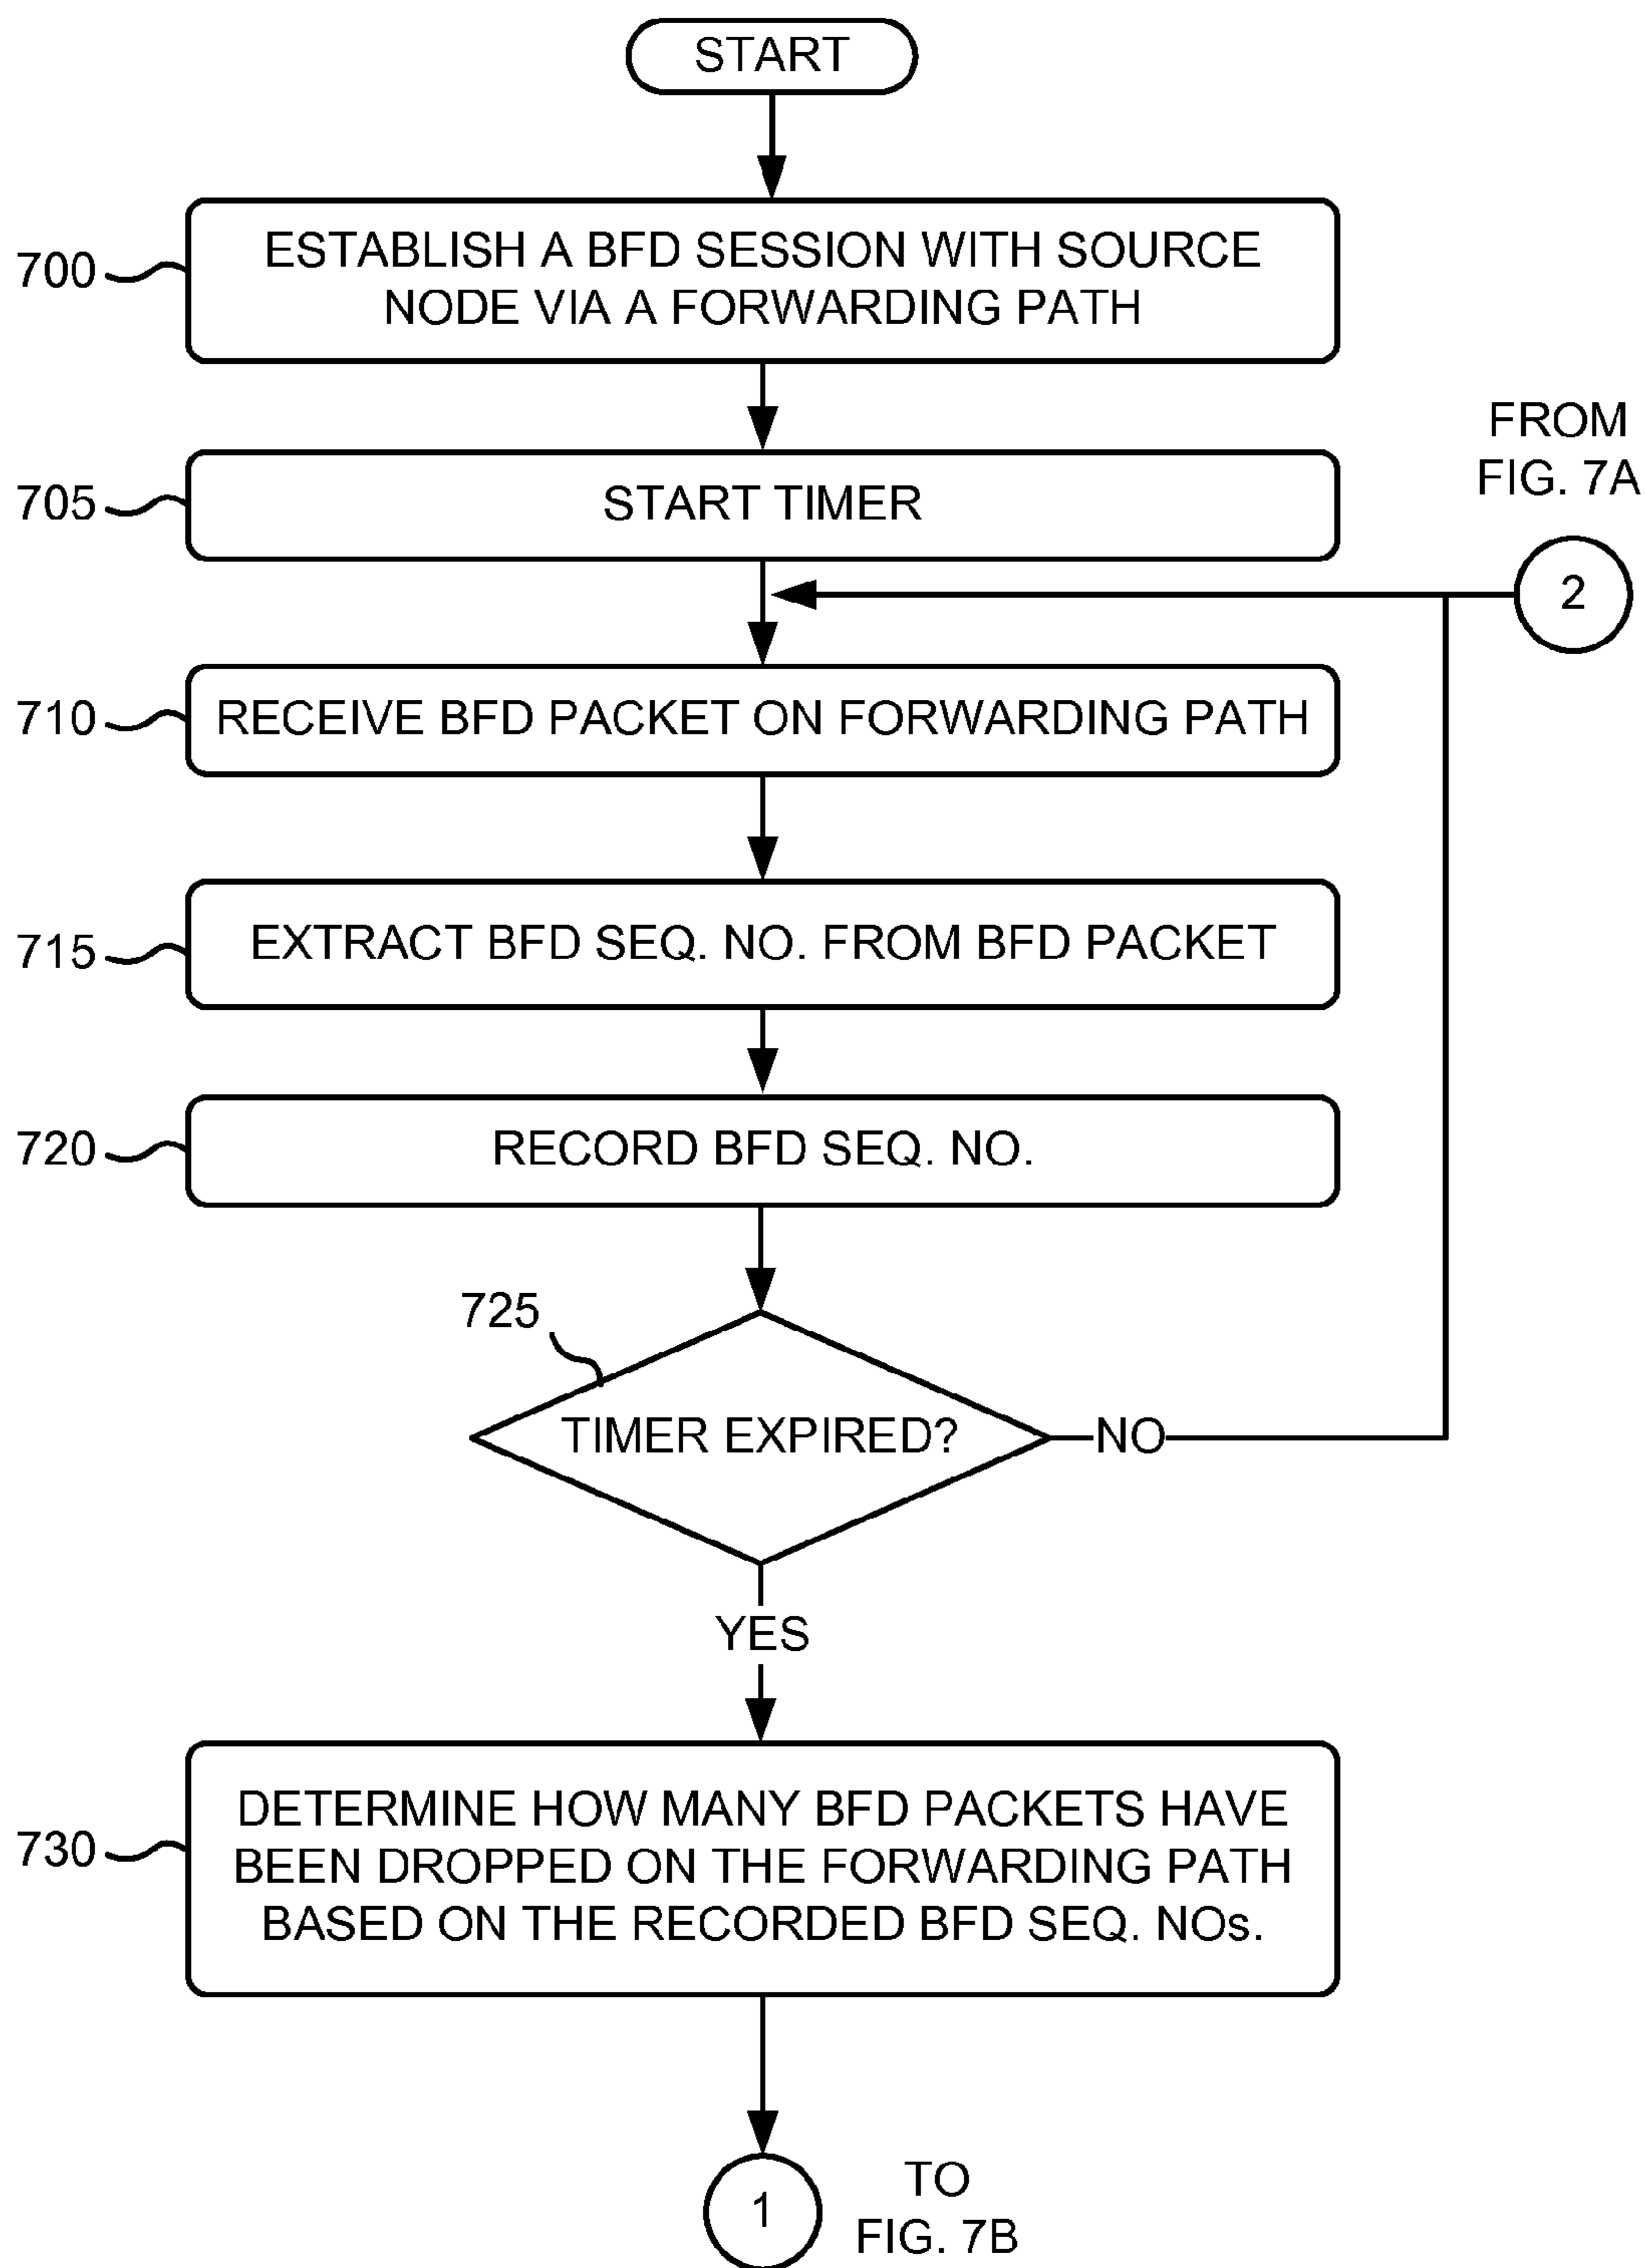 START
700
ESTABLISH A BFD SESSION WITH SOURCE
NODE VIA A FORWARDING PATH
FROM
FIG. 7A
705
START TIMER
2
710
RECEIVE BFD PACKET ON FORWARDING PATH
715
EXTRACT BFD SEQ. NO. FROM BFD PACKET
720
RECORD BFD SEQ. NO.
725
TIMER EXPIRED?
NO
YES
730
DETERMINE HOW MANY BFD PACKETS HAVE
BEEN DROPPED ON THE FORWARDING PATH
BASED ON THE RECORDED BFD SEQ. NOs.
1
TO
FIG. 7B